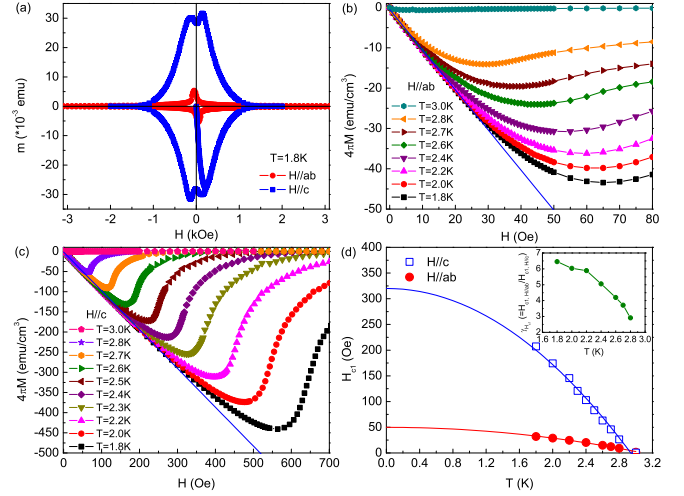 (a)
30
20
10
0
10
20
30
m (*10⁻³ emu)
T=1.8K
H//ab
H//c
-3 -2 -1 0 1 2 3
H (kOe)
(b)
0
-10
-20
-30
-40
-50
4πM (emu/cm³)
H//ab
T=3.0K
T=2.8K
T=2.7K
T=2.6K
T=2.4K
T=2.2K
T=2.0K
T=1.8K
0 10 20 30 40 50 60 70 80
H (Oe)
(c)
0
-50
-100
-150
-200
-250
-300
-350
-400
-450
-500
4πM (emu/cm³)
H//c
T=3.0K
T=2.8K
T=2.7K
T=2.6K
T=2.5K
T=2.4K
T=2.3K
T=2.2K
T=2.0K
T=1.8K
0 100 200 300 400 500 600 700
H (Oe)
(d)
400
350
300
250
200
150
100
50
0
H_c1 (Oe)
H//c
H//ab
0.0 0.4 0.8 1.2 1.6 2.0 2.4 2.8 3.2
T (K)
7
6
5
4
3
2
1.6 1.8 2.0 2.2 2.4 2.6 2.8 3.0
T (K)